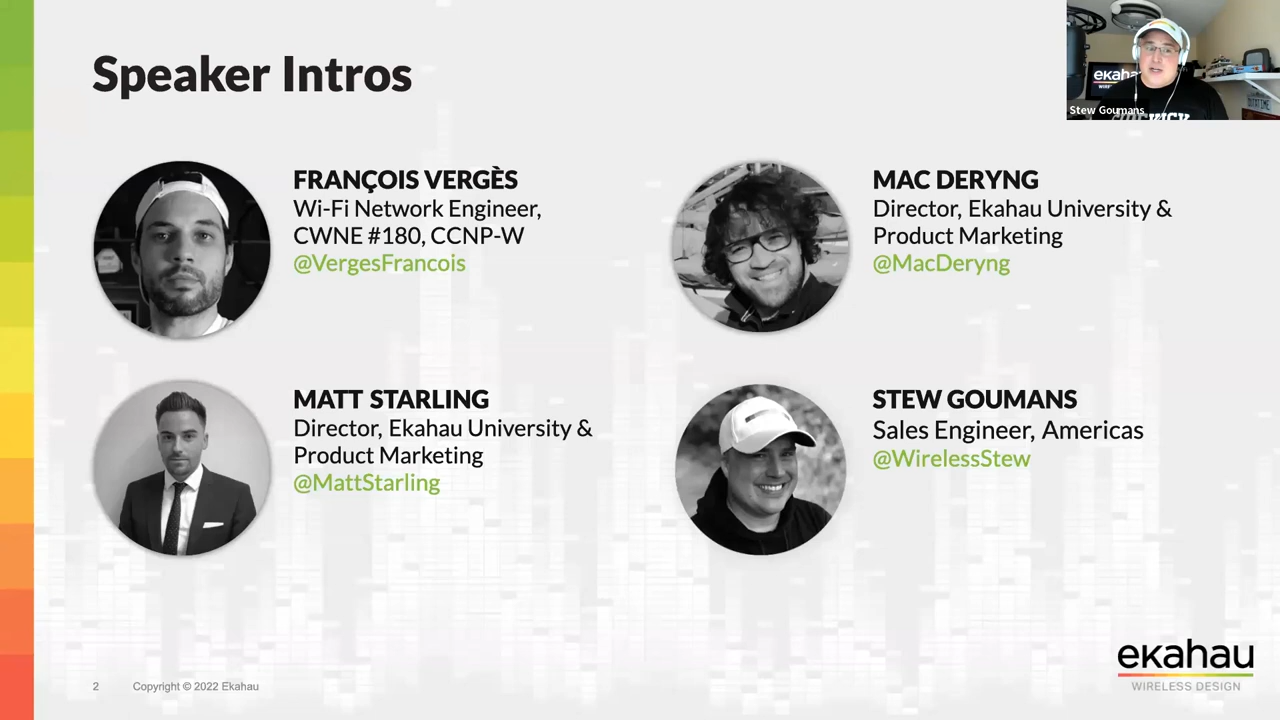 Speaker Intros
FRANÇOIS VERGÈS
Wi-Fi Network Engineer,
CWNE #180, CCNP-W
@VergesFrancois
MAC DERYNG
Director, Ekahau University &
Product Marketing
@MacDeryng
MATT STARLING
Director, Ekahau University &
Product Marketing
@MattStarling
STEW GOUMANS
Sales Engineer, Americas
@WirelessStew
Stew Goumans
2
Copyright © 2022 Ekahau
ekahau
WIRELESS DESIGN